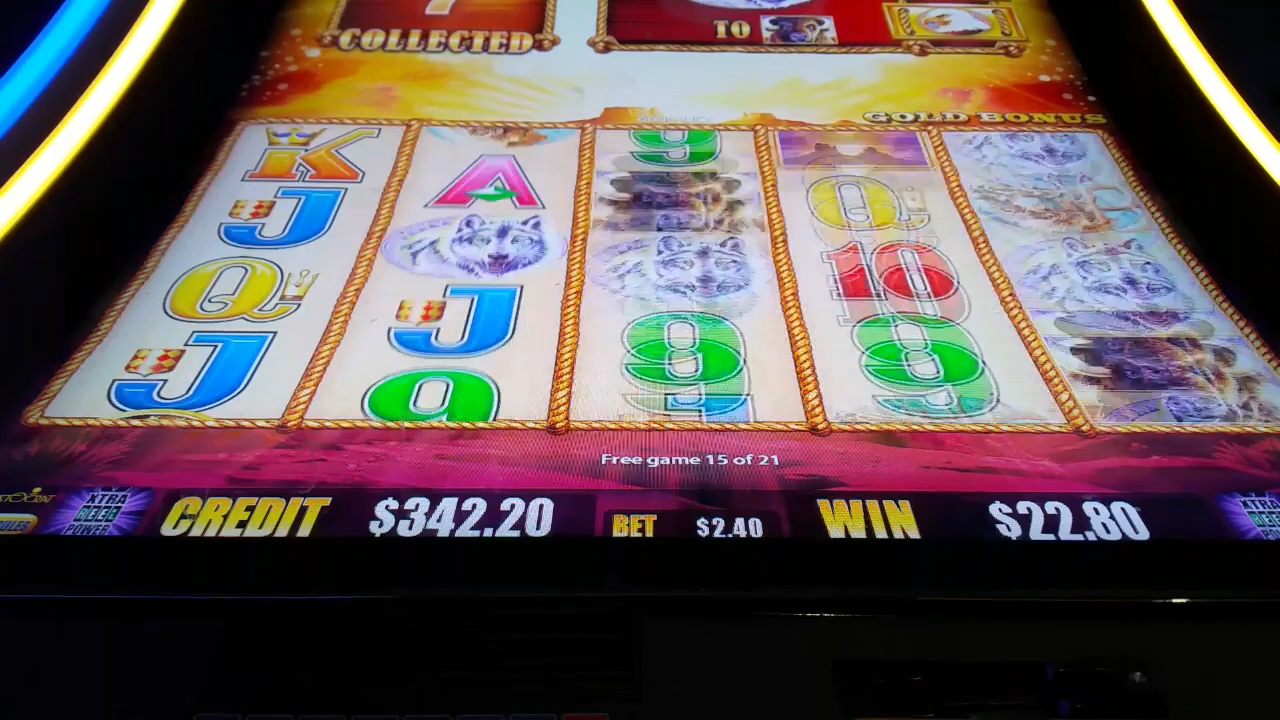 7
COLLECTED
TO
GOLD BONUS
K
A
9
J
Q
10
Q
J
9
J
9
9
Free game 15 of 21
XTRA REEL POWER
CREDIT $342.20
BET $2.40
WIN $22.80